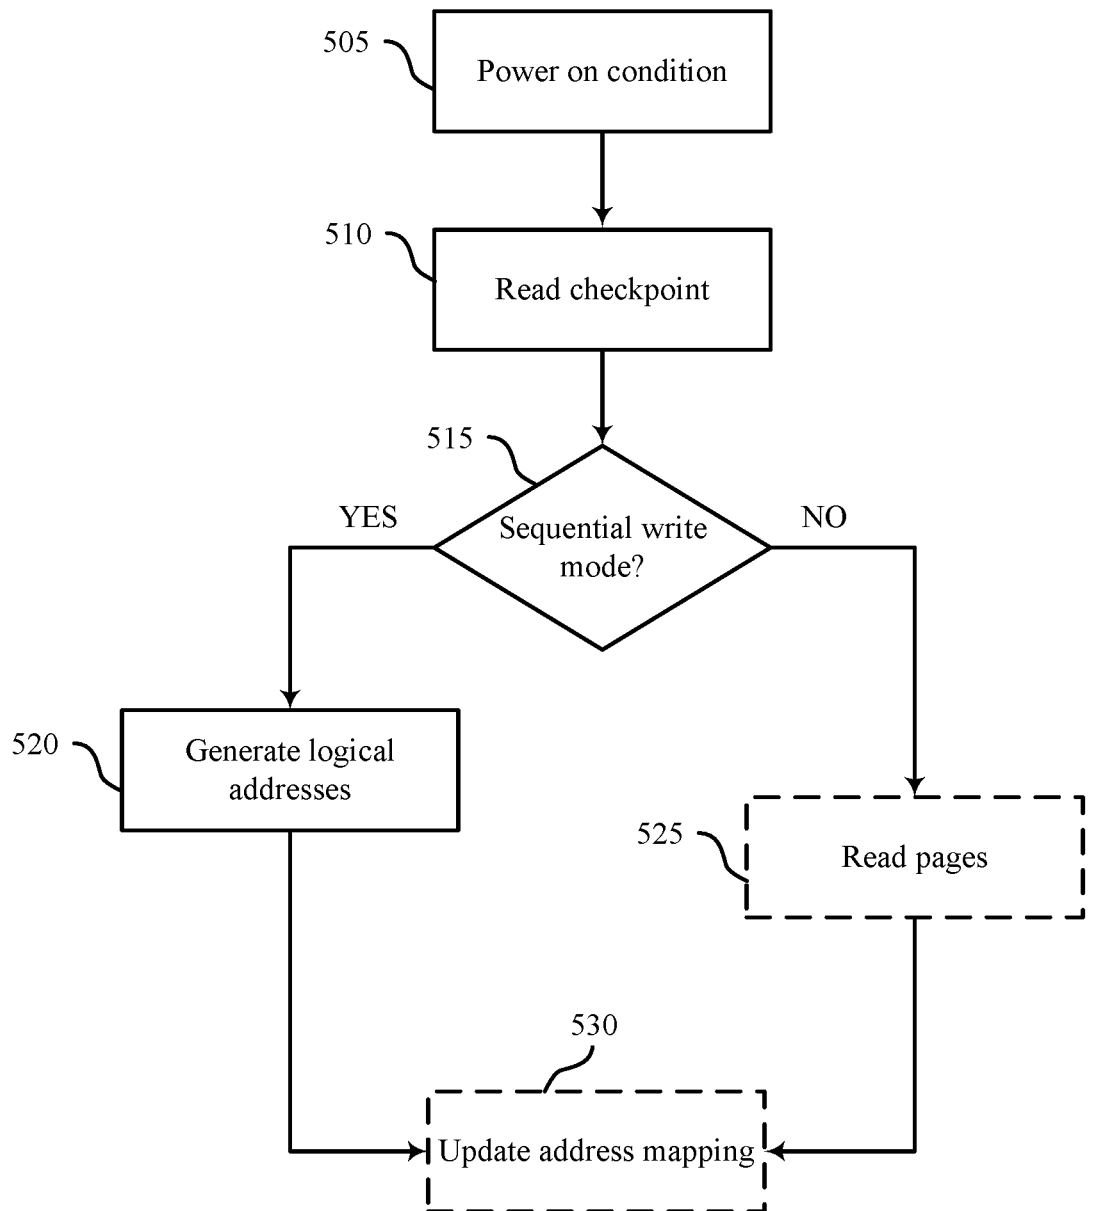 505
Power on condition
510
Read checkpoint
515
YES
NO
Sequential write
mode?
520
Generate logical
addresses
525
Read pages
530
Update address mapping